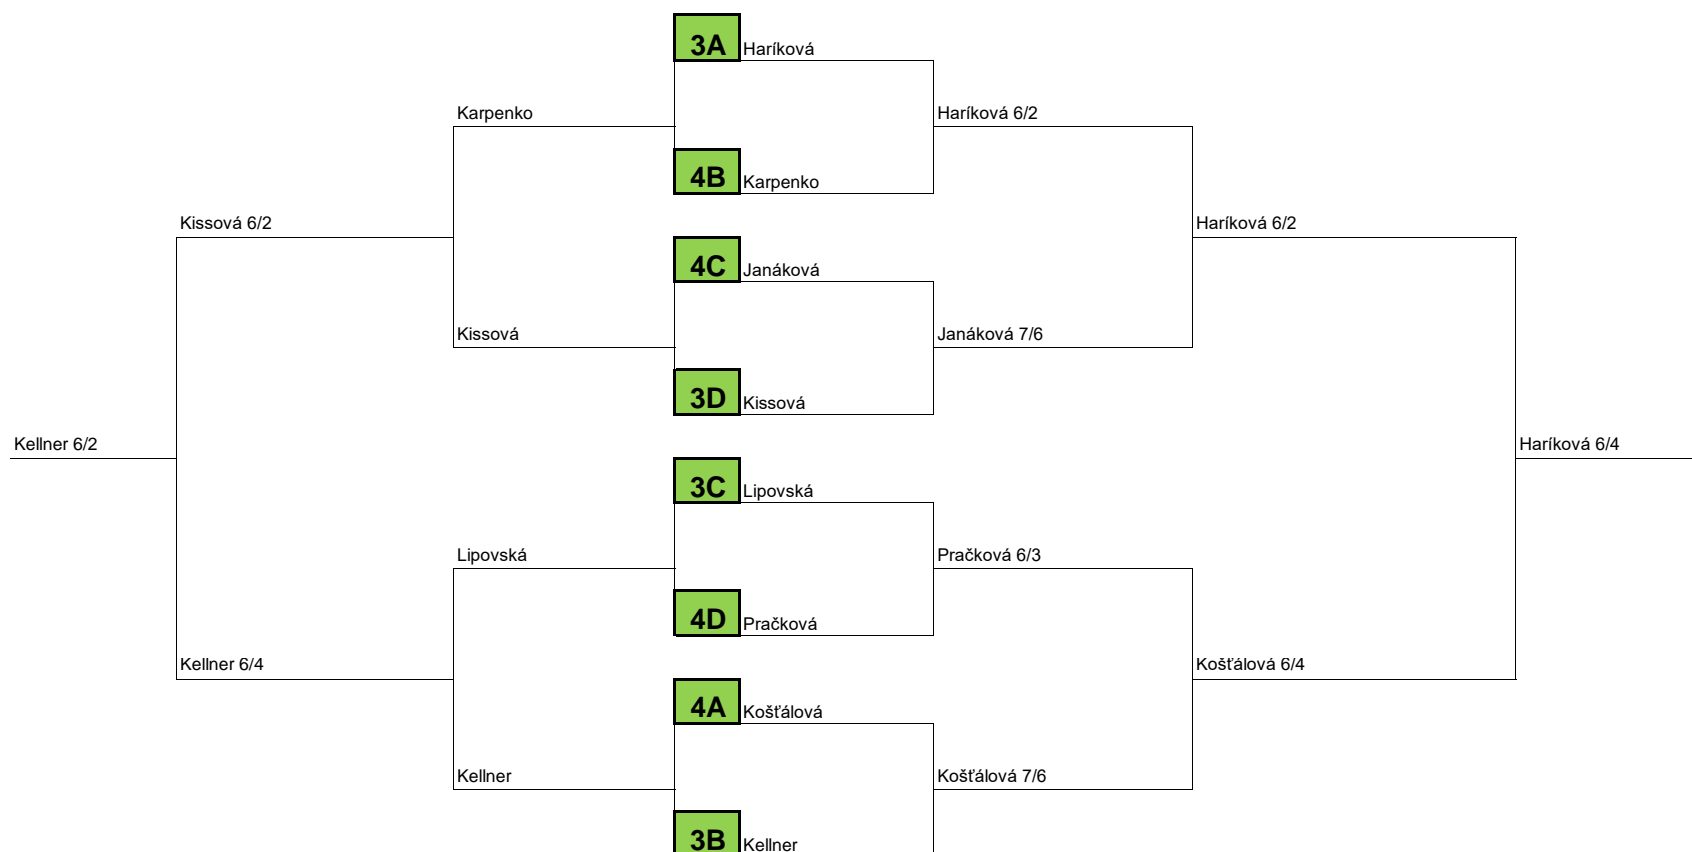 3A Haríková
Karpenko
Haríková 6/2
4B Karpenko
Kissová 6/2
Haríková 6/2
4C Janáková
Kissová
Janáková 7/6
3D Kissová
Kellner 6/2
Haríková 6/4
3C Lipovská
Lipovská
Pračková 6/3
4D Pračková
Kellner 6/4
Košťálová 6/4
4A Košťálová
Kellner
Košťálová 7/6
3B Kellner